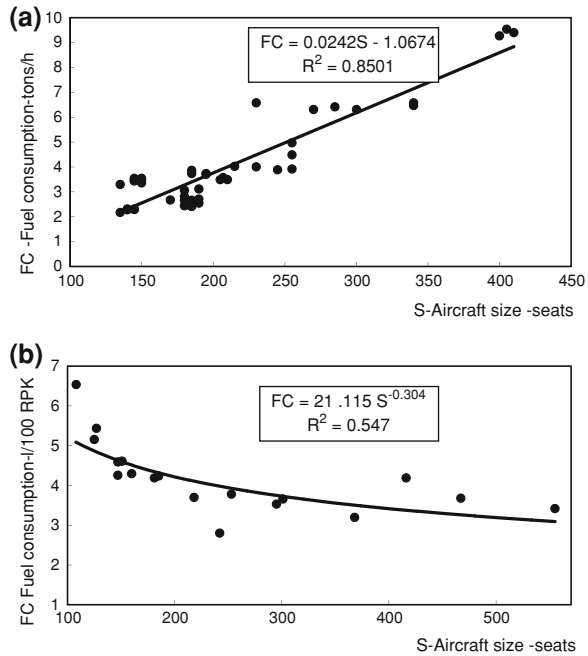 (a)
10
9
8
7
6
5
4
3
2
1
0
FC -Fuel consumption-tons/h
FC = 0.0242S - 1.0674
R² = 0.8501
100 150 200 250 300 350 400 450
S-Aircraft size -seats
(b)
7
6
5
4
3
2
1
FC Fuel consumption-l/100 RPK
FC = 21 .115 S^-0.304
R² = 0.547
100 200 300 400 500
S-Aircraft size -seats